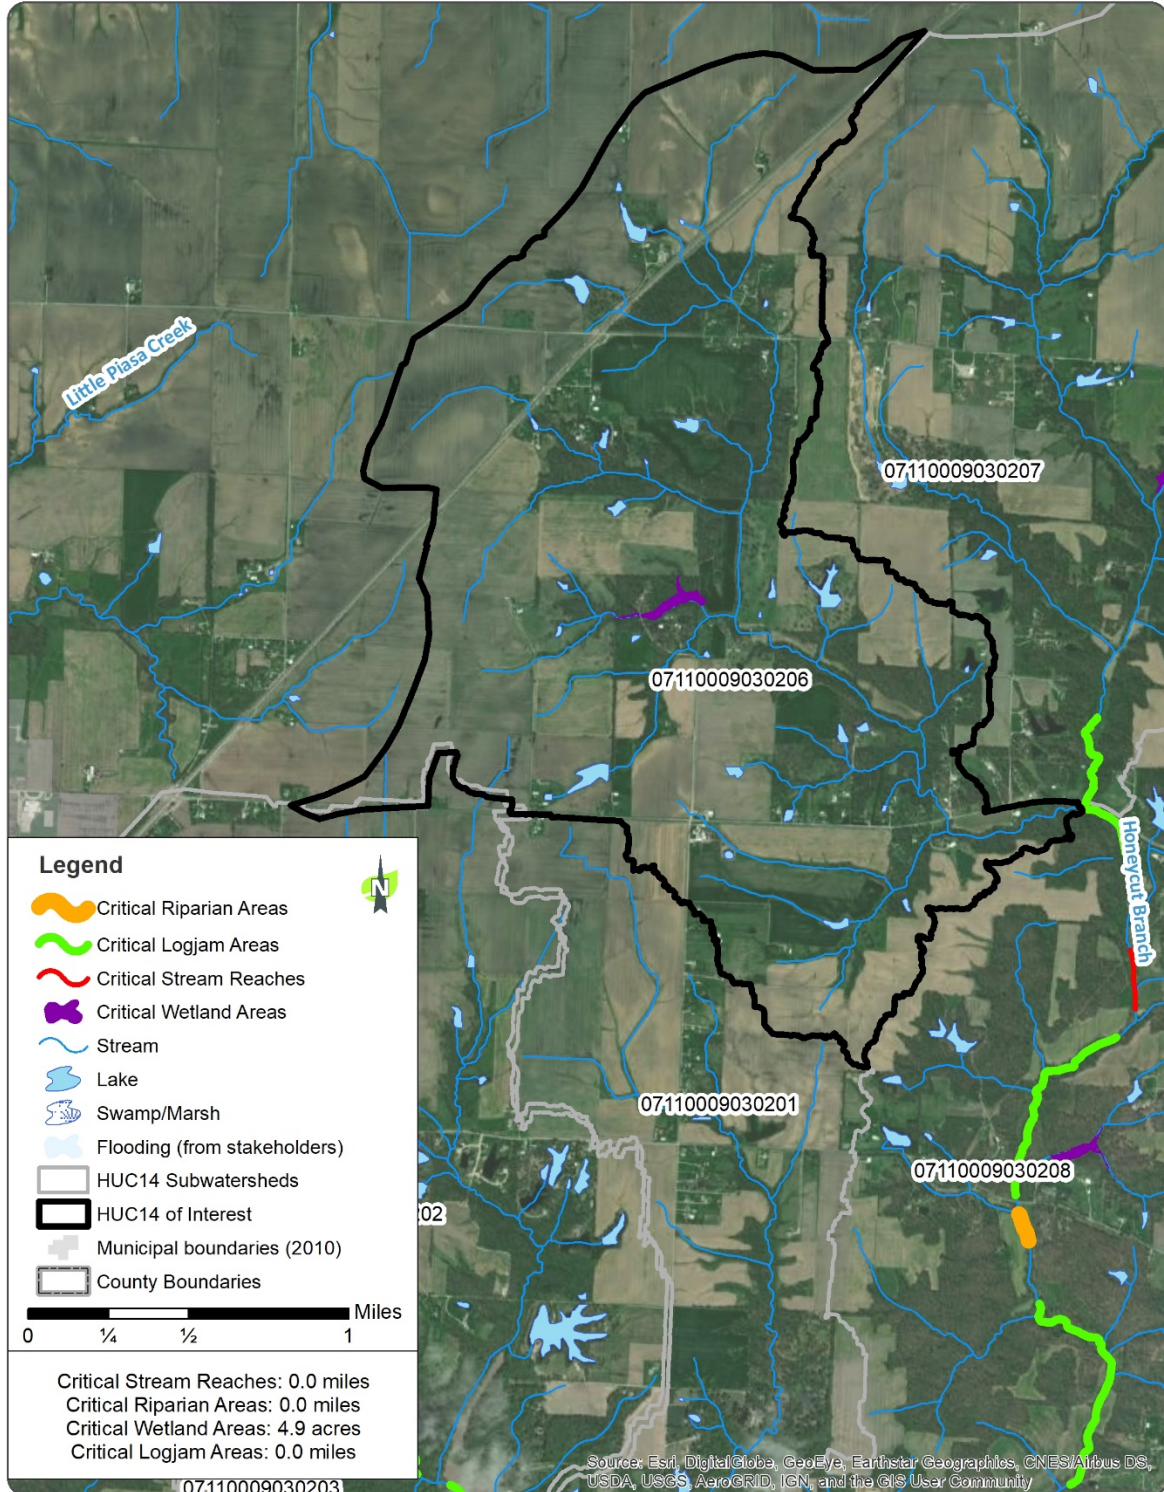 Little Piasa Creek
07110009030207
07110009030206
Honeycut Branch
07110009030201
07110009030208
02
07110009030203
Legend
N
Critical Riparian Areas
Critical Logjam Areas
Critical Stream Reaches
Critical Wetland Areas
Stream
Lake
Swamp/Marsh
Flooding (from stakeholders)
HUC14 Subwatersheds
HUC14 of Interest
Municipal boundaries (2010)
County Boundaries
Miles
0 ¼ ½ 1
Critical Stream Reaches: 0.0 miles
Critical Riparian Areas: 0.0 miles
Critical Wetland Areas: 4.9 acres
Critical Logjam Areas: 0.0 miles
Source: Esri, DigitalGlobe, GeoEye, Earthstar Geographics, CNES/Airbus DS,
USDA, USGS, AeroGRID, IGN, and the GIS User Community